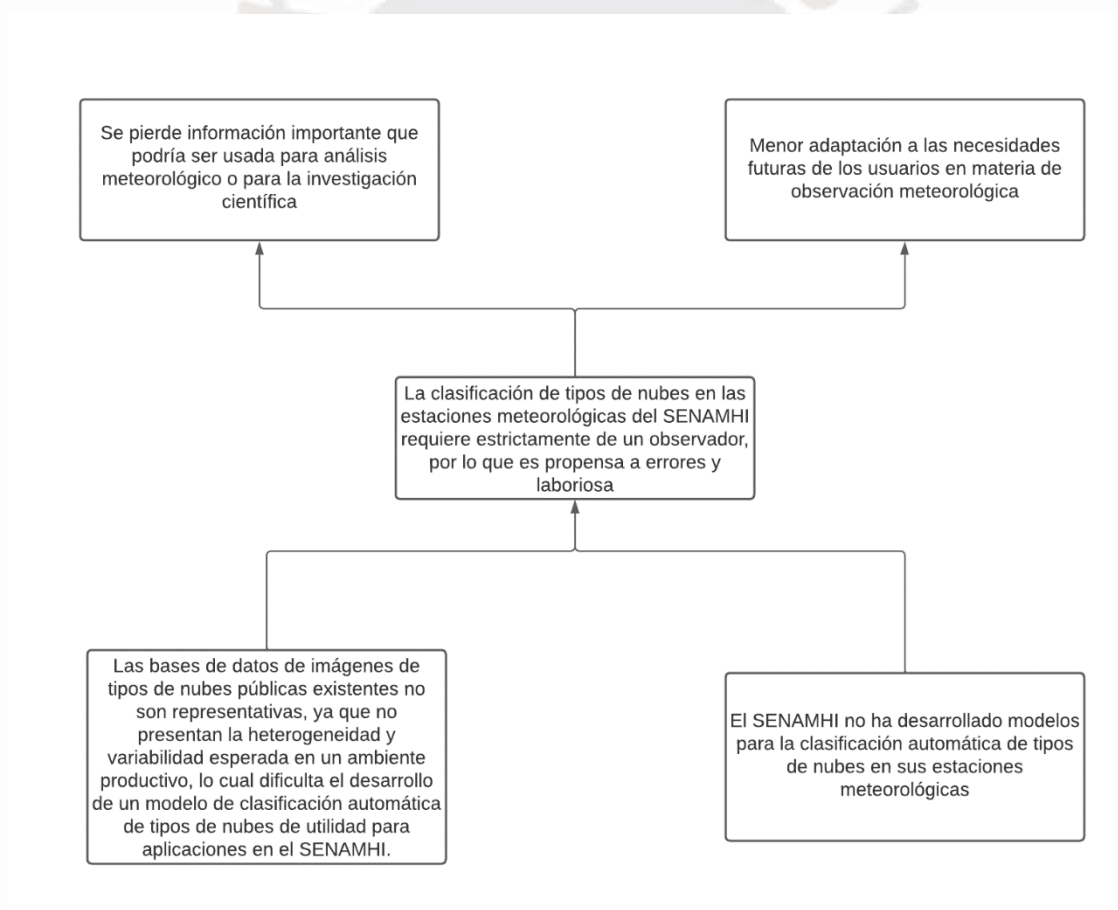 Se pierde información importante que
podría ser usada para análisis
meteorológico o para la investigación
científica
Menor adaptación a las necesidades
futuras de los usuarios en materia de
observación meteorológica
La clasificación de tipos de nubes en las
estaciones meteorológicas del SENAMHI
requiere estrictamente de un observador,
por lo que es propensa a errores y
laboriosa
Las bases de datos de imágenes de
tipos de nubes públicas existentes no
son representativas, ya que no
presentan la heterogeneidad y
variabilidad esperada en un ambiente
productivo, lo cual dificulta el desarrollo
de un modelo de clasificación automática
de tipos de nubes de utilidad para
aplicaciones en el SENAMHI.
El SENAMHI no ha desarrollado modelos
para la clasificación automática de tipos
de nubes en sus estaciones
meteorológicas